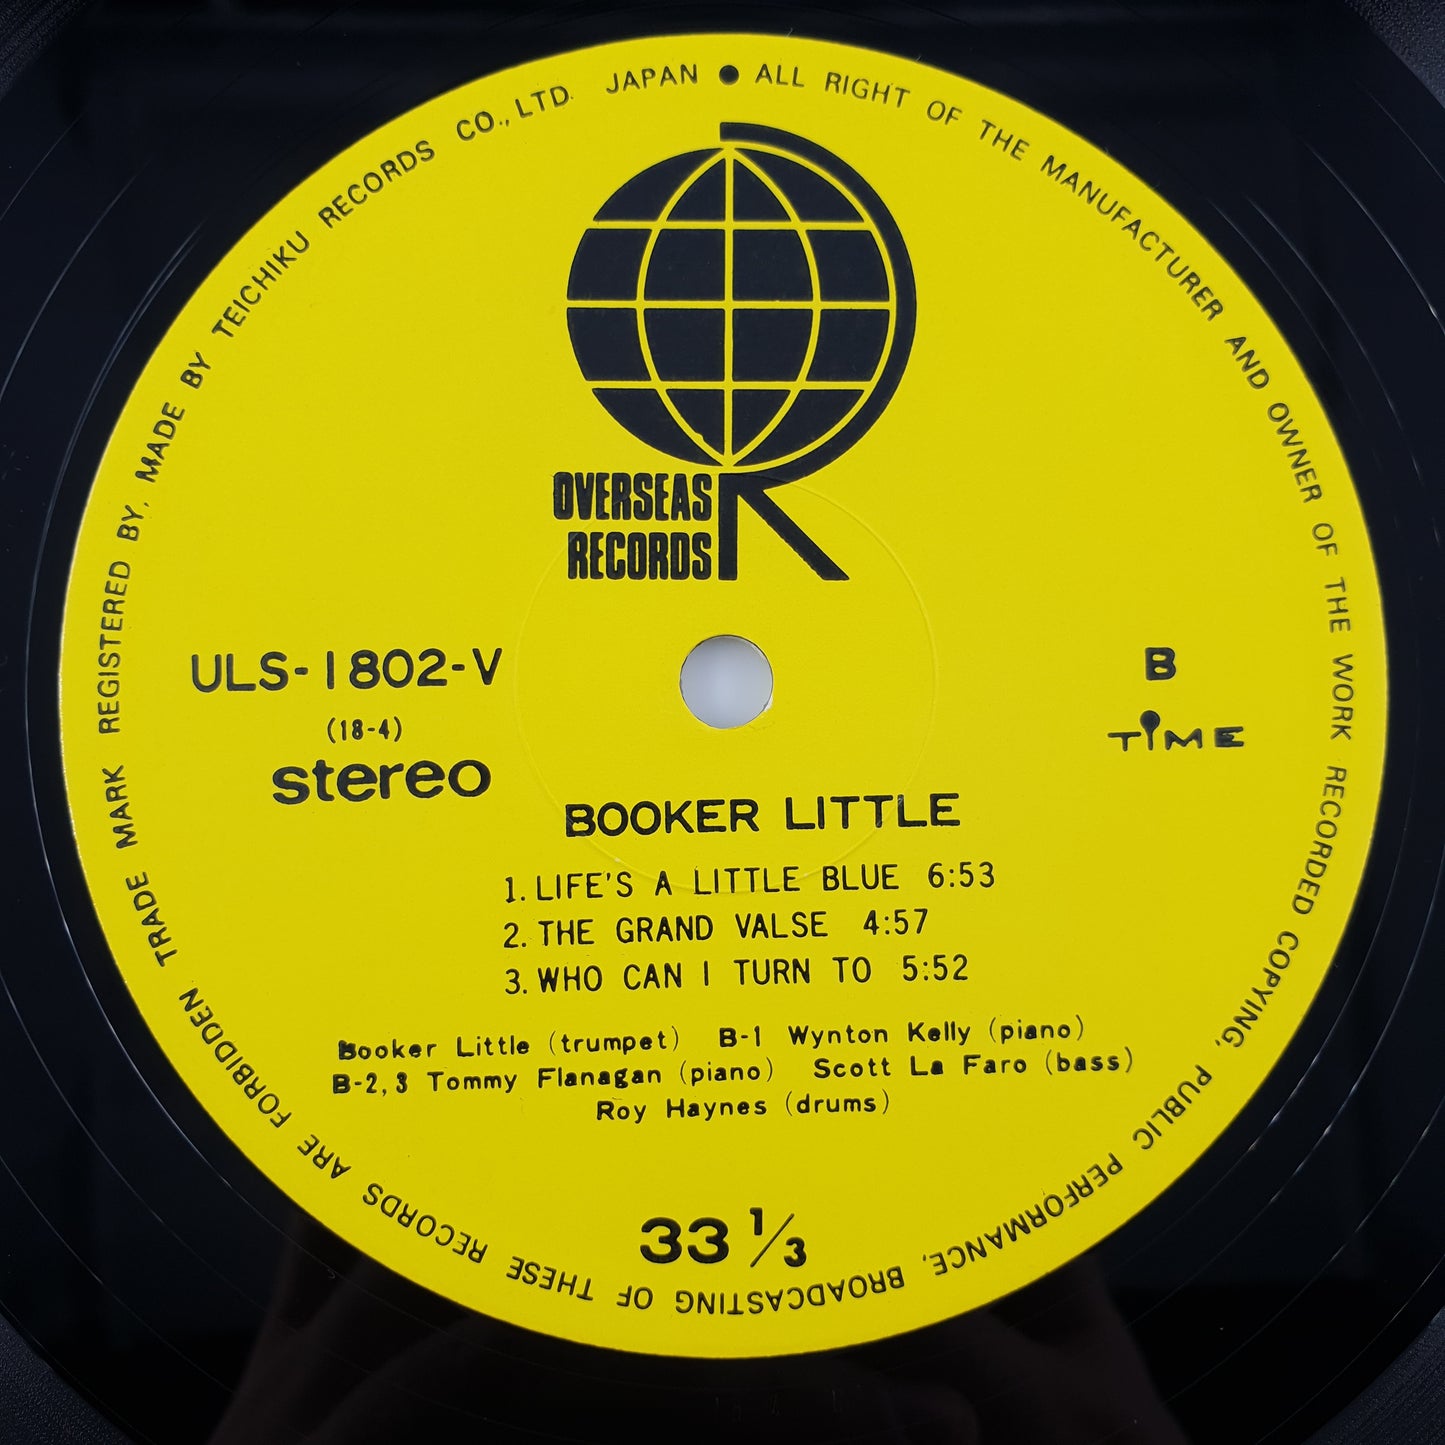 TRADE MARK REGISTERED BY, MADE BY TEICHIKU RECORDS CO., LTD. JAPAN ● ALL RIGHT OF THE MANUFACTURER AND OWNER OF THE WORK RECORDED COPYING, PUBLIC PERFORMANCE, BROADCASTING OF THESE RECORDS ARE FORBIDDEN
OVERSEAS
RECORDS
ULS-1802-V
B
(18-4)
TIME
stereo
BOOKER LITTLE
1. LIFE'S A LITTLE BLUE 6:53
2. THE GRAND VALSE 4:57
3. WHO CAN I TURN TO 5:52
Booker Little (trumpet) B-1 Wynton Kelly (piano)
B-2,3 Tommy Flanagan (piano) Scott La Faro (bass)
Roy Haynes (drums)
33 1/3